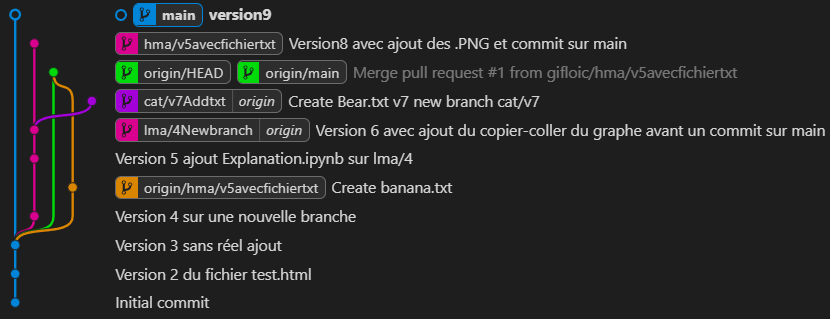 main version9
hma/v5avecfichiertxt Version8 avec ajout des .PNG et commit sur main
origin/HEAD origin/main Merge pull request #1 from gifloic/hma/v5avecfichiertxt
cat/v7Addtxt origin Create Bear.txt v7 new branch cat/v7
lma/4Newbranch origin Version 6 avec ajout du copier-coller du graphe avant un commit sur main
Version 5 ajout Explanation.ipynb sur lma/4
origin/hma/v5avecfichiertxt Create banana.txt
Version 4 sur une nouvelle branche
Version 3 sans réel ajout
Version 2 du fichier test.html
Initial commit